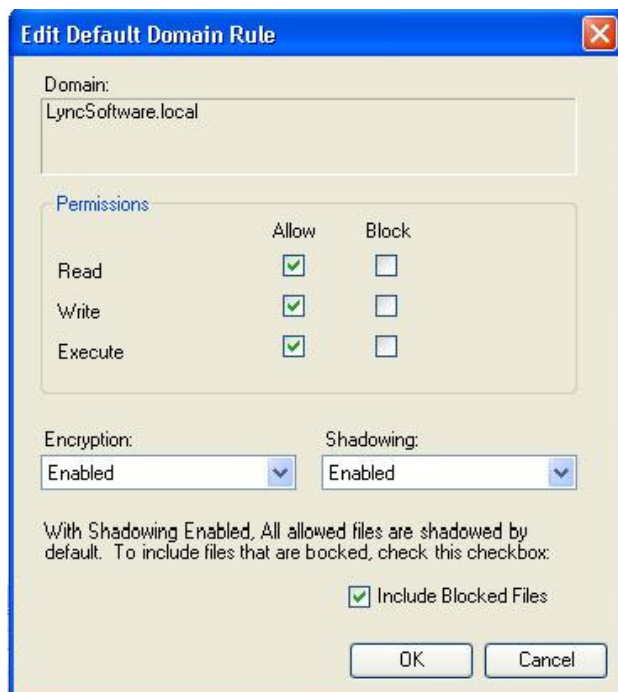 Edit Default Domain Rule
Domain:
LyncSoftware.local
Permissions
Allow Block
Read
Write
Execute
Encryption: Shadowing:
Enabled Enabled
With Shadowing Enabled, All allowed files are shadowed by
default. To include files that are bocked, check this checkbox:
Include Blocked Files
OK Cancel